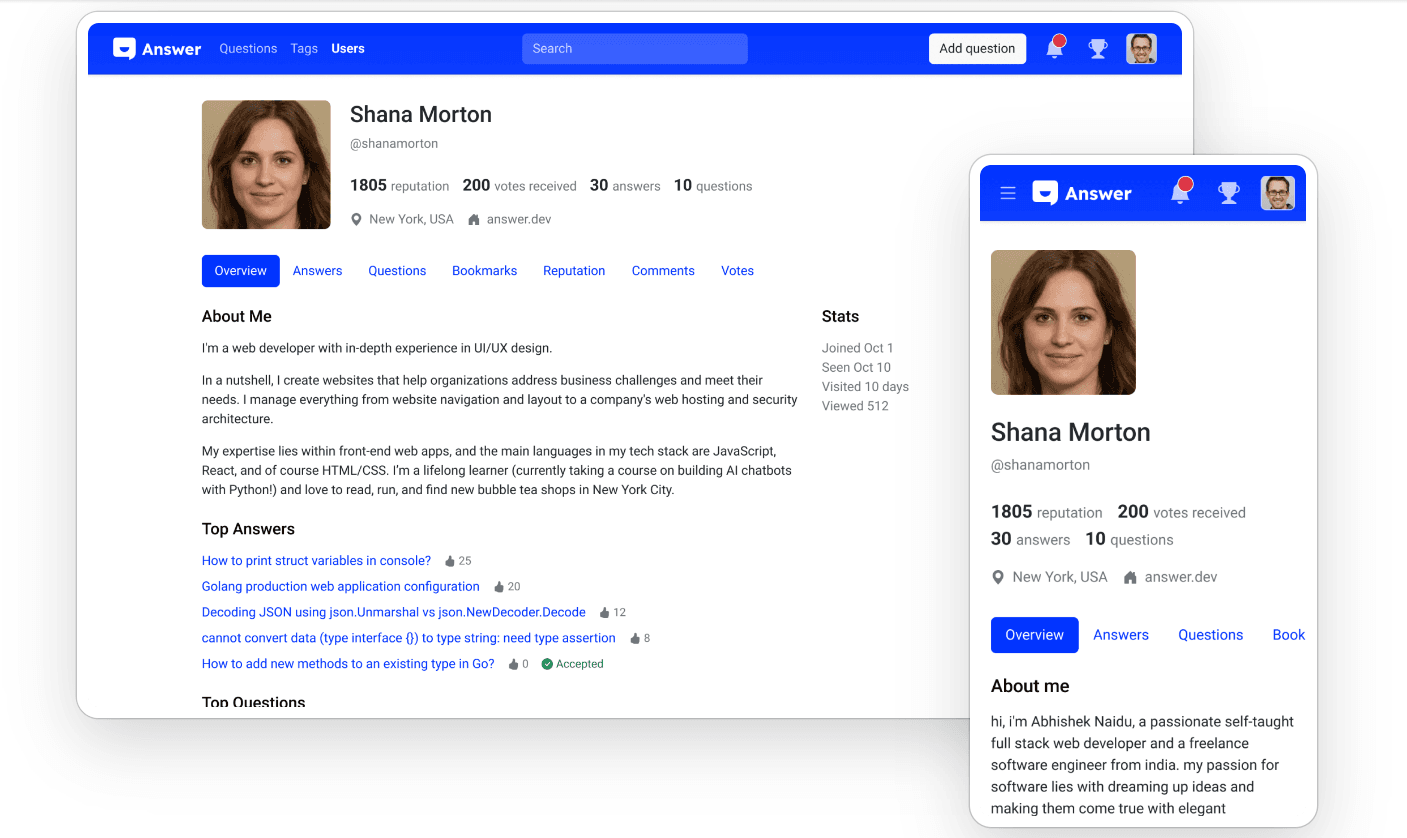 Answer Questions Tags Users Search Add question
Shana Morton
@shanamorton
1805 reputation 200 votes received 30 answers 10 questions
New York, USA answer.dev
Overview Answers Questions Bookmarks Reputation Comments Votes
About Me
I'm a web developer with in-depth experience in UI/UX design.
In a nutshell, I create websites that help organizations address business challenges and meet their
needs. I manage everything from website navigation and layout to a company's web hosting and security
architecture.
My expertise lies within front-end web apps, and the main languages in my tech stack are JavaScript,
React, and of course HTML/CSS. I'm a lifelong learner (currently taking a course on building AI chatbots
with Python!) and love to read, run, and find new bubble tea shops in New York City.
Top Answers
How to print struct variables in console? 25
Golang production web application configuration 20
Decoding JSON using json.Unmarshal vs json.NewDecoder.Decode 12
cannot convert data (type interface {}) to type string: need type assertion 8
How to add new methods to an existing type in Go? 0 Accepted
Top Questions
Stats
Joined Oct 1
Seen Oct 10
Visited 10 days
Viewed 512
Answer
Shana Morton
@shanamorton
1805 reputation 200 votes received
30 answers 10 questions
New York, USA answer.dev
Overview Answers Questions Book
About me
hi, i'm Abhishek Naidu, a passionate self-taught
full stack web developer and a freelance
software engineer from india. my passion for
software lies with dreaming up ideas and
making them come true with elegant